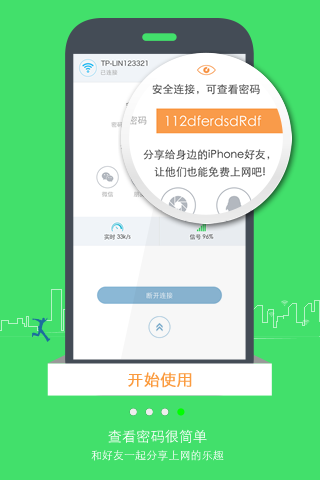 TP-LIN123321
已连接
安全连接，可查看密码
密码
112dferdsdRdf
分享给身边的iPhone好友，
让他们也能免费上网吧!
微信
实时 33k/s
信号 96%
断开连接
开始使用
查看密码很简单
和好友一起分享上网的乐趣